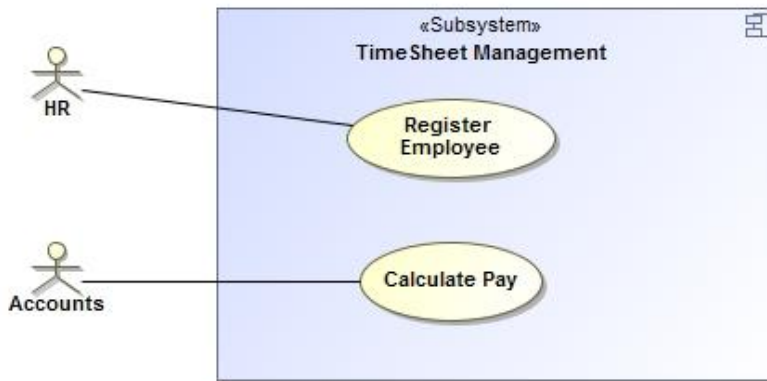 «Subsystem»
TimeSheet Management
HR
Register
Employee
Calculate Pay
Accounts